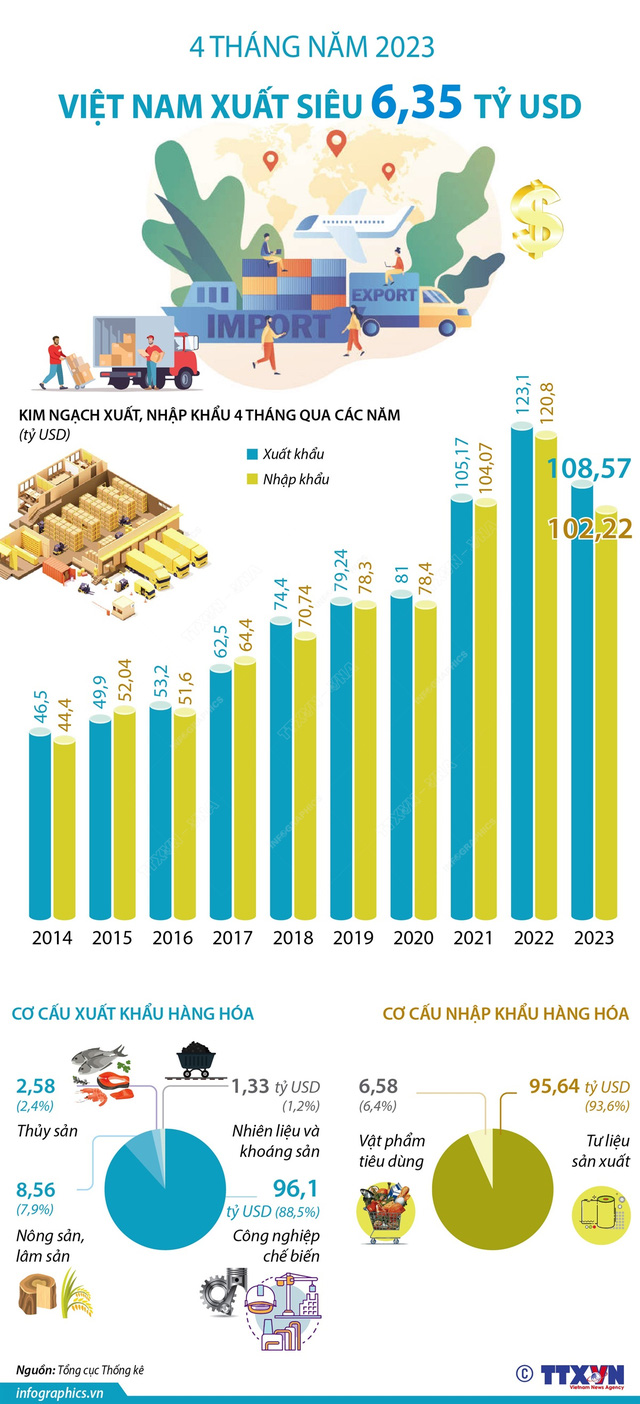 4 THÁNG NĂM 2023
VIỆT NAM XUẤT SIÊU 6,35 TỶ USD
IMPORT
EXPORT
KIM NGẠCH XUẤT, NHẬP KHẨU 4 THÁNG QUA CÁC NĂM
(tỷ USD)
Xuất khẩu
Nhập khẩu
46,5
44,4
49,9
52,04
53,2
51,6
62,5
64,4
74,4
70,74
79,24
78,3
81
78,4
105,17
104,07
123,1
120,8
108,57
102,22
2014 2015 2016 2017 2018 2019 2020 2021 2022 2023
CƠ CẤU XUẤT KHẨU HÀNG HÓA
2,58
(2,4%)
Thủy sản
1,33 tỷ USD
(1,2%)
Nhiên liệu và
khoáng sản
8,56
(7,9%)
Nông sản,
lâm sản
96,1
tỷ USD (88,5%)
Công nghiệp
chế biến
CƠ CẤU NHẬP KHẨU HÀNG HÓA
6,58
(6,4%)
Vật phẩm
tiêu dùng
95,64 tỷ USD
(93,6%)
Tư liệu
sản xuất
Nguồn: Tổng cục Thống kê
© TTXVN
Vietnam News Agency
infographics.vn